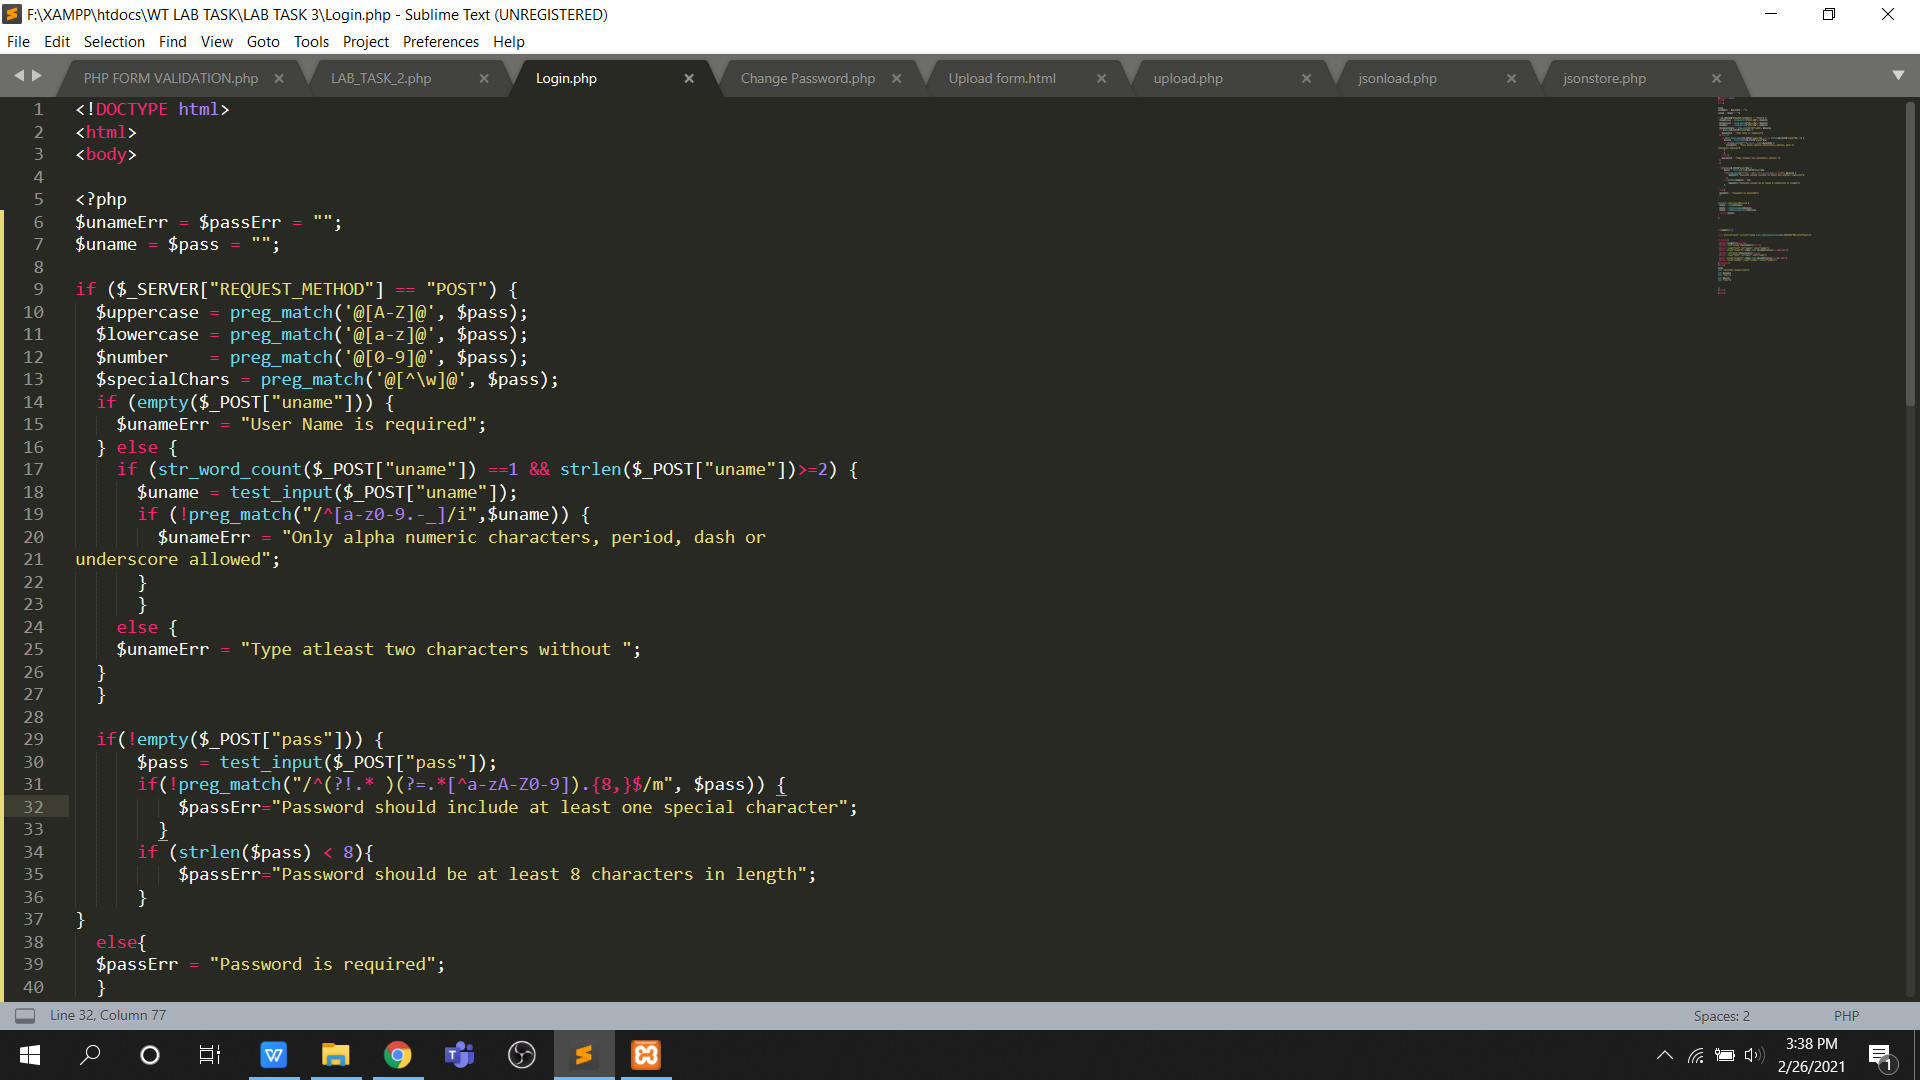 F:\XAMPP\htdocs\WT LAB TASK\LAB TASK 3\Login.php - Sublime Text (UNREGISTERED)
File Edit Selection Find View Goto Tools Project Preferences Help
PHP FORM VALIDATION.php LAB_TASK_2.php Login.php Change Password.php Upload form.html upload.php jsonload.php jsonstore.php
1 <!DOCTYPE html>
2 <html>
3 <body>
4
5 <?php
6 $unameErr = $passErr = "";
7 $uname = $pass = "";
8
9 if ($_SERVER["REQUEST_METHOD"] == "POST") {
10 $uppercase = preg_match('@[A-Z]@', $pass);
11 $lowercase = preg_match('@[a-z]@', $pass);
12 $number    = preg_match('@[0-9]@', $pass);
13 $specialChars = preg_match('@[^\w]@', $pass);
14 if (empty($_POST["uname"])) {
15 $unameErr = "User Name is required";
16 } else {
17 if (str_word_count($_POST["uname"]) ==1 && strlen($_POST["uname"])>=2) {
18 $uname = test_input($_POST["uname"]);
19 if (!preg_match("/^[a-z0-9.-_]/i",$uname)) {
20 $unameErr = "Only alpha numeric characters, period, dash or
21 underscore allowed";
22 }
23 }
24 else {
25 $unameErr = "Type atleast two characters without ";
26 }
27 }
28
29 if(!empty($_POST["pass"])) {
30 $pass = test_input($_POST["pass"]);
31 if(!preg_match("/^(?!.* )(?=.*[^a-zA-Z0-9]).{8,}$/m", $pass)) {
32 $passErr="Password should include at least one special character";
33 }
34 if (strlen($pass) < 8){
35 $passErr="Password should be at least 8 characters in length";
36 }
37 }
38 else{
39 $passErr = "Password is required";
40 }
Line 32, Column 77 Spaces: 2 PHP
3:38 PM
2/26/2021
1